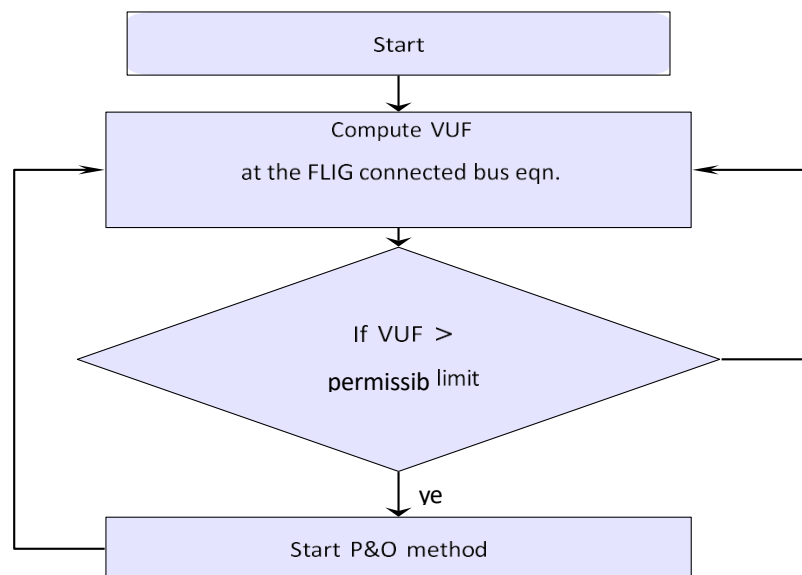 Start
Compute VUF
at the FLIG connected bus eqn.
If VUF >
permissib limit
ye
Start P&O method